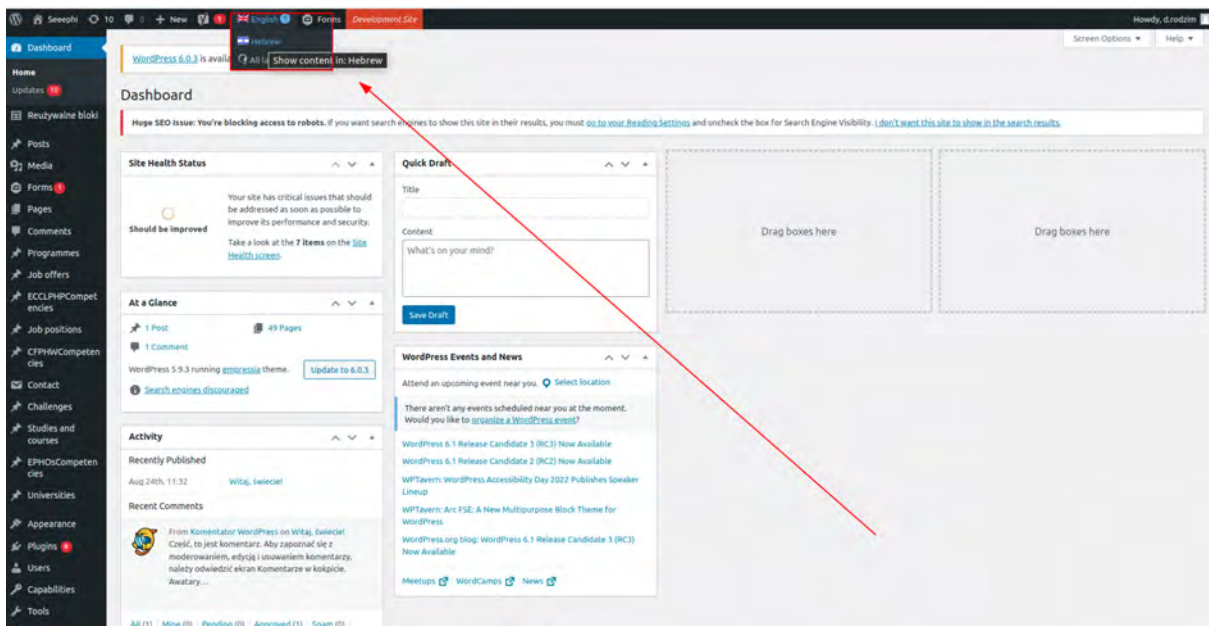 Seeephi 10 0 + New 1 English Forms Development Site Howdy, d.rodzim
Hebrew
All la
Show content in: Hebrew
Screen Options ▼ Help ▼
Dashboard
Home
Updates 10
Reużywalne bloki
Posts
Media
Forms 1
Pages
Comments
Programmes
Job offers
ECCLPHPCompet
encies
Job positions
CFPHWCompeten
cies
Contact
Challenges
Studies and
courses
EPHOsCompeten
cies
Universities
Appearance
Plugins
Users
Capabilities
Tools
WordPress 6.0.3 is availa
Dashboard
Huge SEO Issue: You're blocking access to robots. If you want search engines to show this site in their results, you must go to your Reading Settings and uncheck the box for Search Engine Visibility. I don't want this site to show in the search results.
Site Health Status
Should be improved
Your site has critical issues that should
be addressed as soon as possible to
improve its performance and security.
Take a look at the 7 items on the Site
Health screen.
At a Glance
1 Post 49 Pages
1 Comment
WordPress 5.9.3 running empressia theme. Update to 6.0.3
Search engines discouraged
Activity
Recently Published
Aug 24th, 11:32 Witaj, świecie!
Recent Comments
From Komentator WordPress on Witaj, świecie!
Cześć, to jest komentarz. Aby zapoznać się z
moderowaniem, edycją i usuwaniem komentarzy,
należy odwiedzić ekran Komentarze w kokpicie.
Awatary…
All (1) Mine (0) Pending (0) Approved (1) Spam (0)
Quick Draft
Title
Content
What's on your mind?
Save Draft
WordPress Events and News
Attend an upcoming event near you. Select location
There aren't any events scheduled near you at the moment.
Would you like to organize a WordPress event?
WordPress 6.1 Release Candidate 3 (RC3) Now Available
WordPress 6.1 Release Candidate 2 (RC2) Now Available
WPTavern: WordPress Accessibility Day 2022 Publishes Speaker
Lineup
WPTavern: Arc FSE: A New Multipurpose Block Theme for
WordPress
WordPress.org blog: WordPress 6.1 Release Candidate 3 (RC3)
Now Available
Meetups WordCamps News
Drag boxes here
Drag boxes here